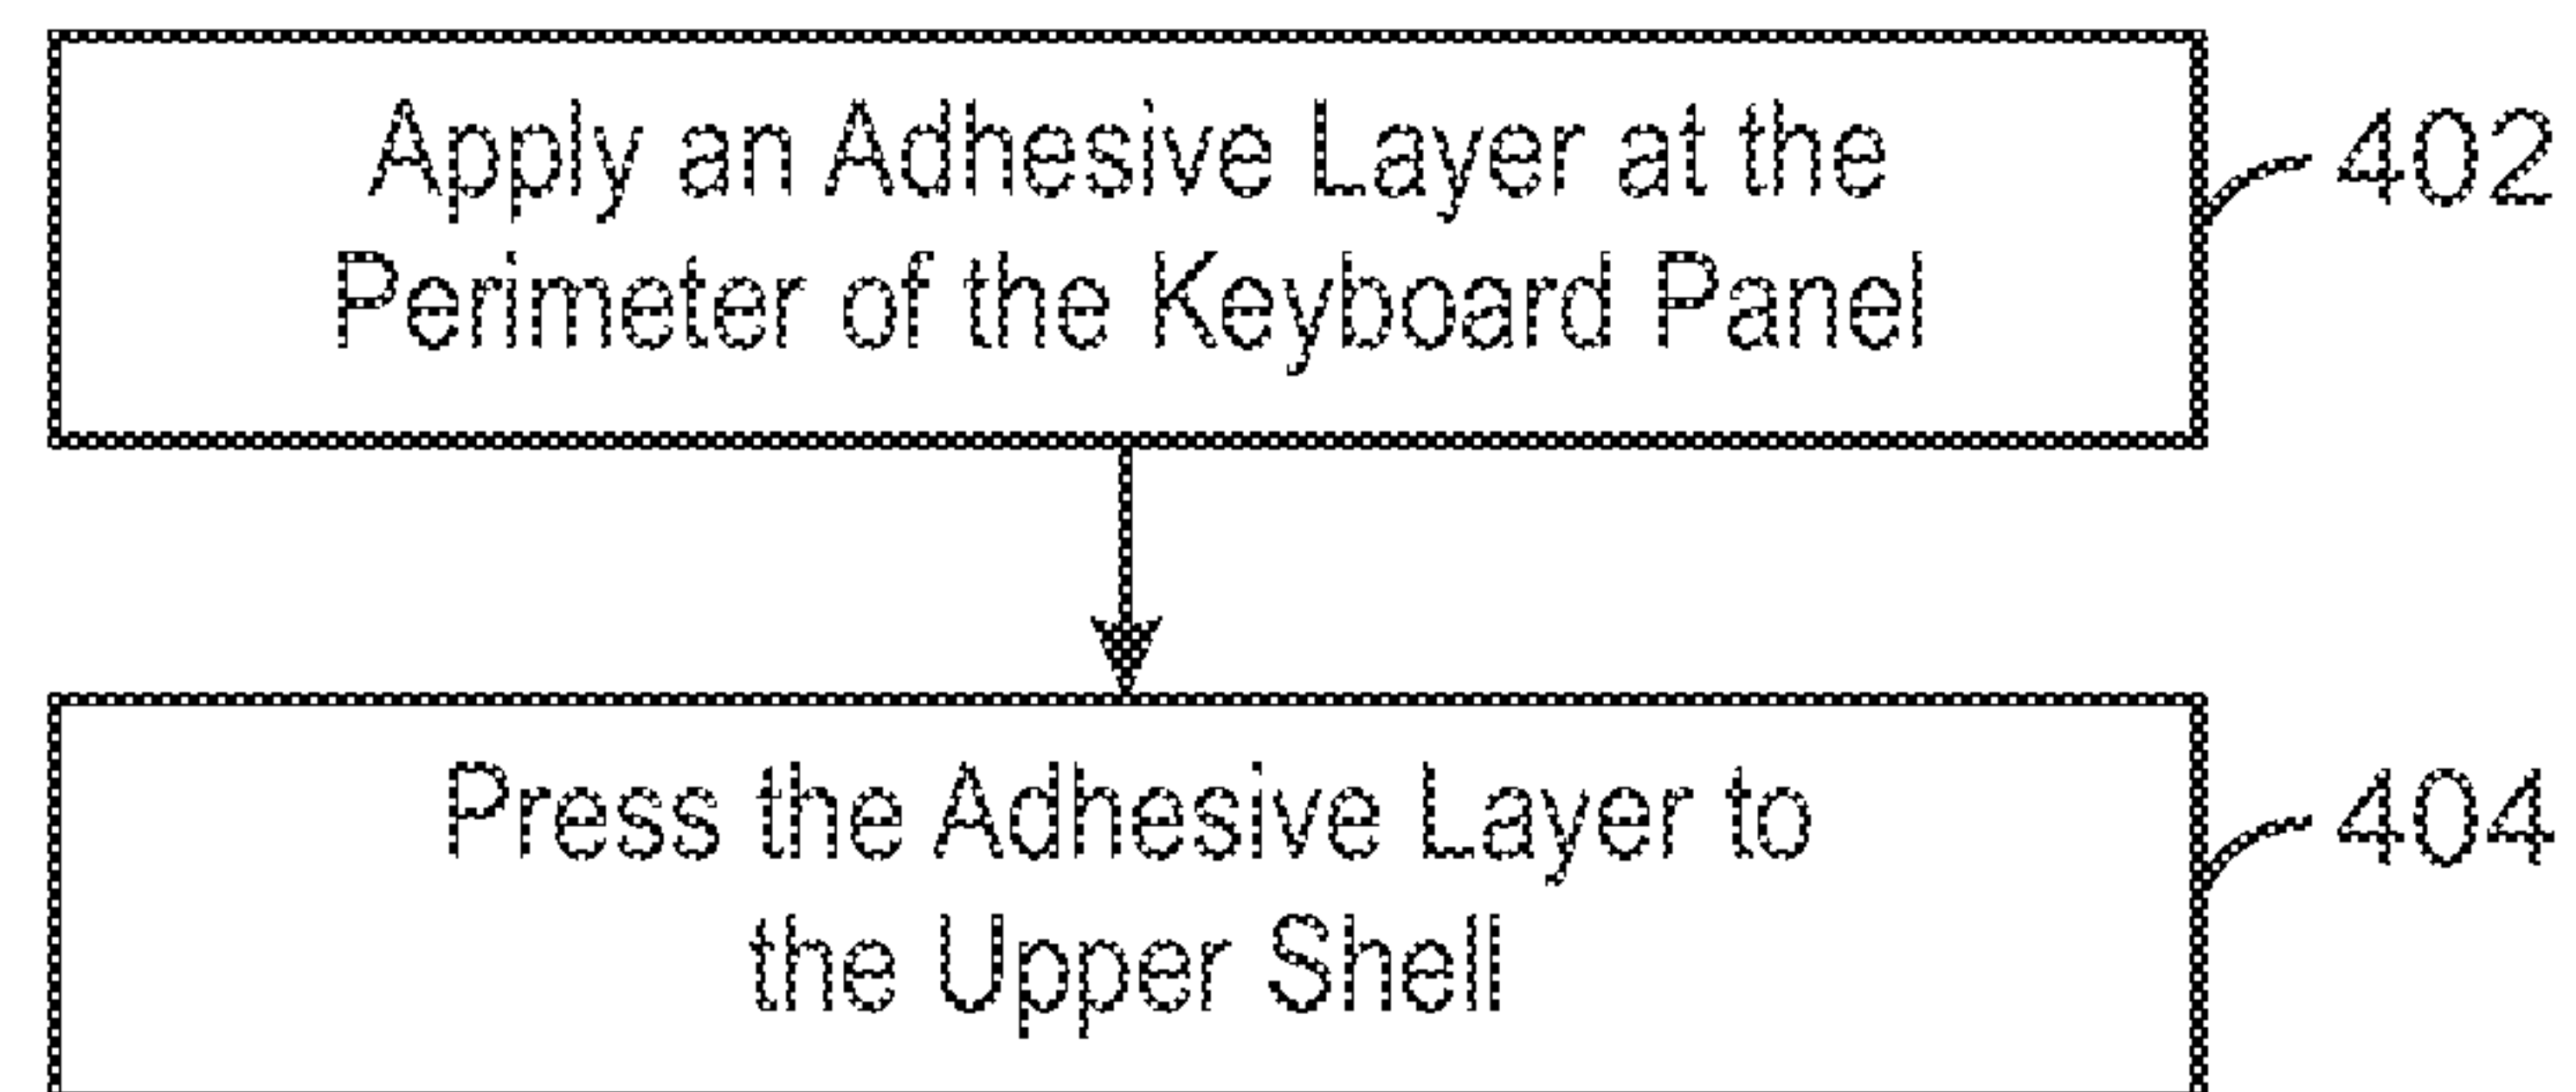 Apply an Adhesive Layer at the
Perimeter of the Keyboard Panel
402
Press the Adhesive Layer to
the Upper Shell
404